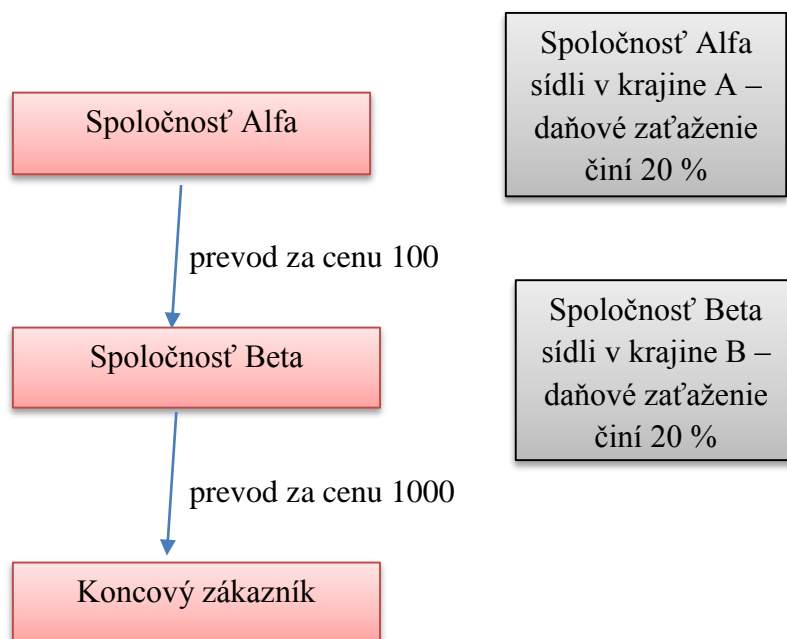 Spoločnosť Alfa
Spoločnosť Alfa
sídli v krajine A –
daňové zaťaženie
činí 20 %
prevod za cenu 100
Spoločnosť Beta
Spoločnosť Beta
sídli v krajine B –
daňové zaťaženie
činí 20 %
prevod za cenu 1000
Koncový zákazník